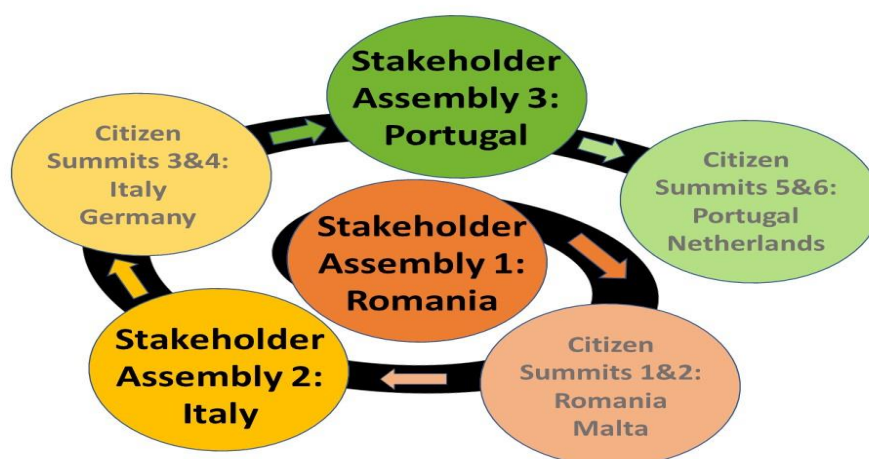 Stakeholder
Assembly 3:
Portugal
Citizen
Summits 3&4:
Italy
Germany
Citizen
Summits 5&6:
Portugal
Netherlands
Stakeholder
Assembly 1:
Romania
Stakeholder
Assembly 2:
Italy
Citizen
Summits 1&2:
Romania
Malta